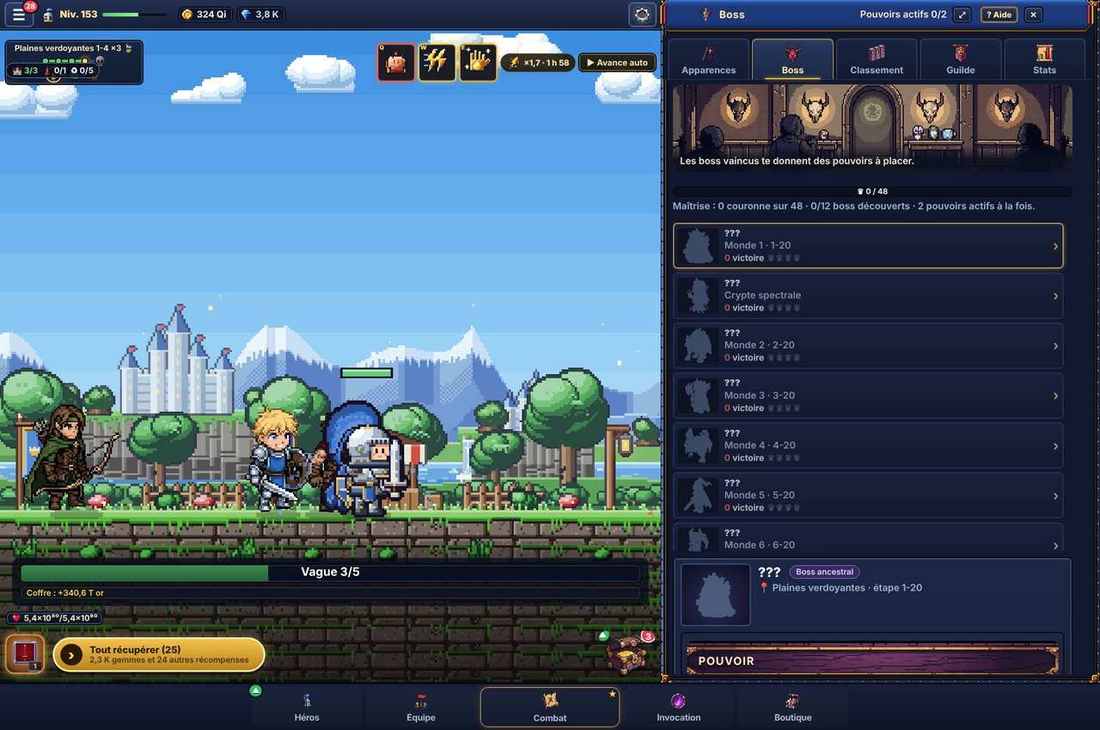 28
Niv. 153
324 Qi
3,8 K
Boss
Pouvoirs actifs 0/2
? Aide
Plaines verdoyantes 1-4 ×3
3/3
0/1
0/5
Q
W
×1,7 · 1 h 58
Avance auto
Apparences
Boss
Classement
Guilde
Stats
Les boss vaincus te donnent des pouvoirs à placer.
0 / 48
Maîtrise : 0 couronne sur 48 · 0/12 boss découverts · 2 pouvoirs actifs à la fois.
???
Monde 1 · 1-20
0 victoire
???
Crypte spectrale
0 victoire
???
Monde 2 · 2-20
0 victoire
???
Monde 3 · 3-20
0 victoire
???
Monde 4 · 4-20
0 victoire
???
Monde 5 · 5-20
0 victoire
???
Monde 6 · 6-20
???
Boss ancestral
Plaines verdoyantes · étape 1-20
POUVOIR
Vague 3/5
Coffre : +340,6 T or
Tout récupérer (25)
2,3 K gemmes et 24 autres récompenses
1
3
Héros
Équipe
Combat
Invocation
Boutique